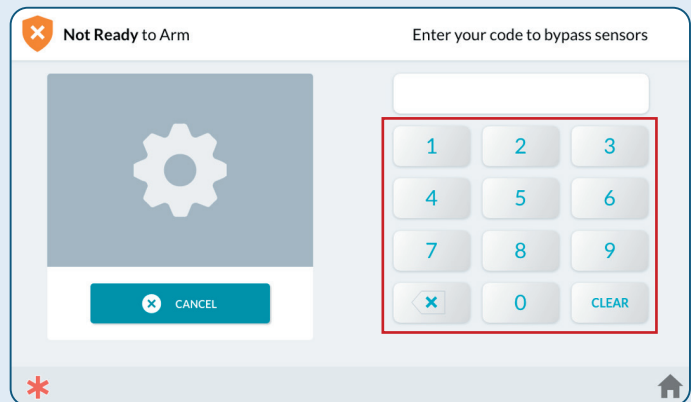 Not Ready to Arm
Enter your code to bypass sensors
1 2 3
4 5 6
7 8 9
0 CLEAR
CANCEL